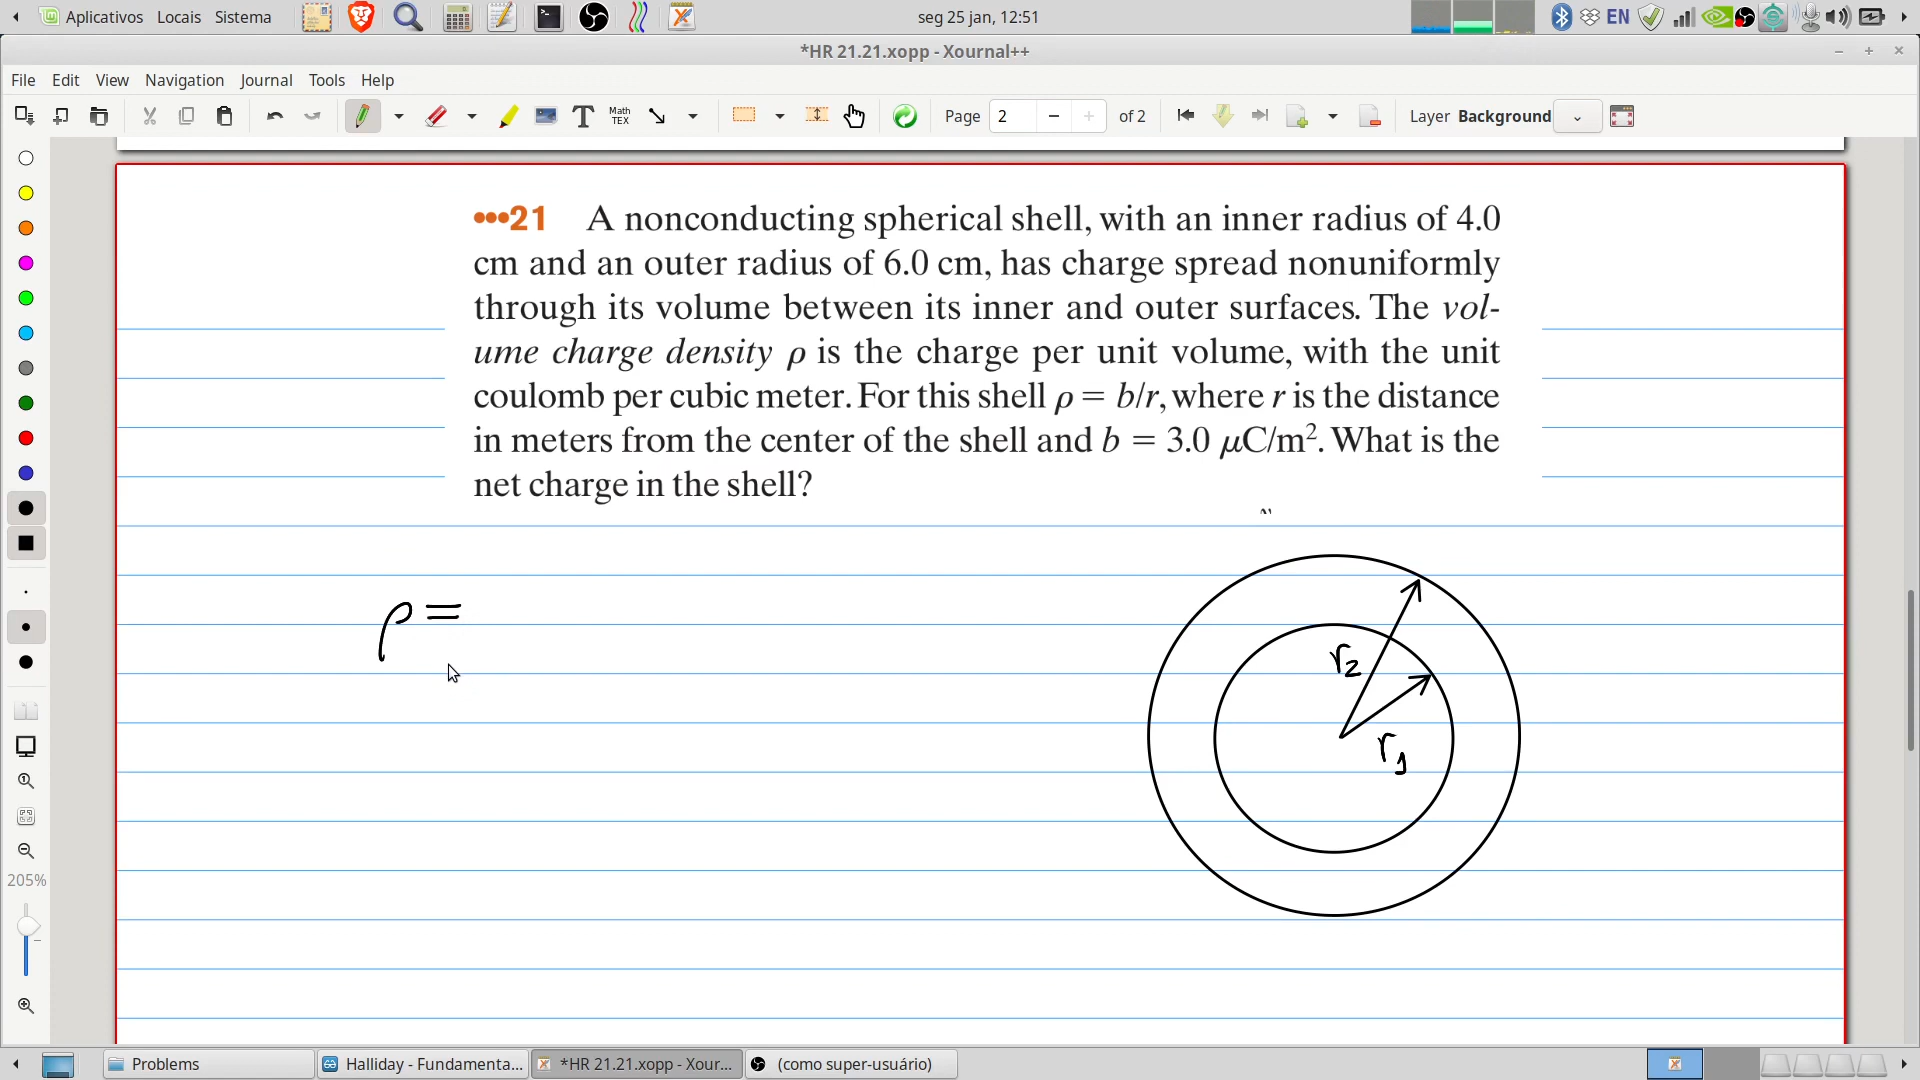 Aplicativos Locais Sistema
seg 25 jan, 12:51
EN
*HR 21.21.xopp - Xournal++
File Edit View Navigation Journal Tools Help
T Math TEX Page 2 of 2 Layer Background
•••21 A nonconducting spherical shell, with an inner radius of 4.0
cm and an outer radius of 6.0 cm, has charge spread nonuniformly
through its volume between its inner and outer surfaces. The vol-
ume charge density ρ is the charge per unit volume, with the unit
coulomb per cubic meter. For this shell ρ = b/r, where r is the distance
in meters from the center of the shell and b = 3.0 μC/m². What is the
net charge in the shell?
ρ =
r₂
r₁
205%
Problems
Halliday - Fundamenta...
*HR 21.21.xopp - Xour...
(como super-usuário)